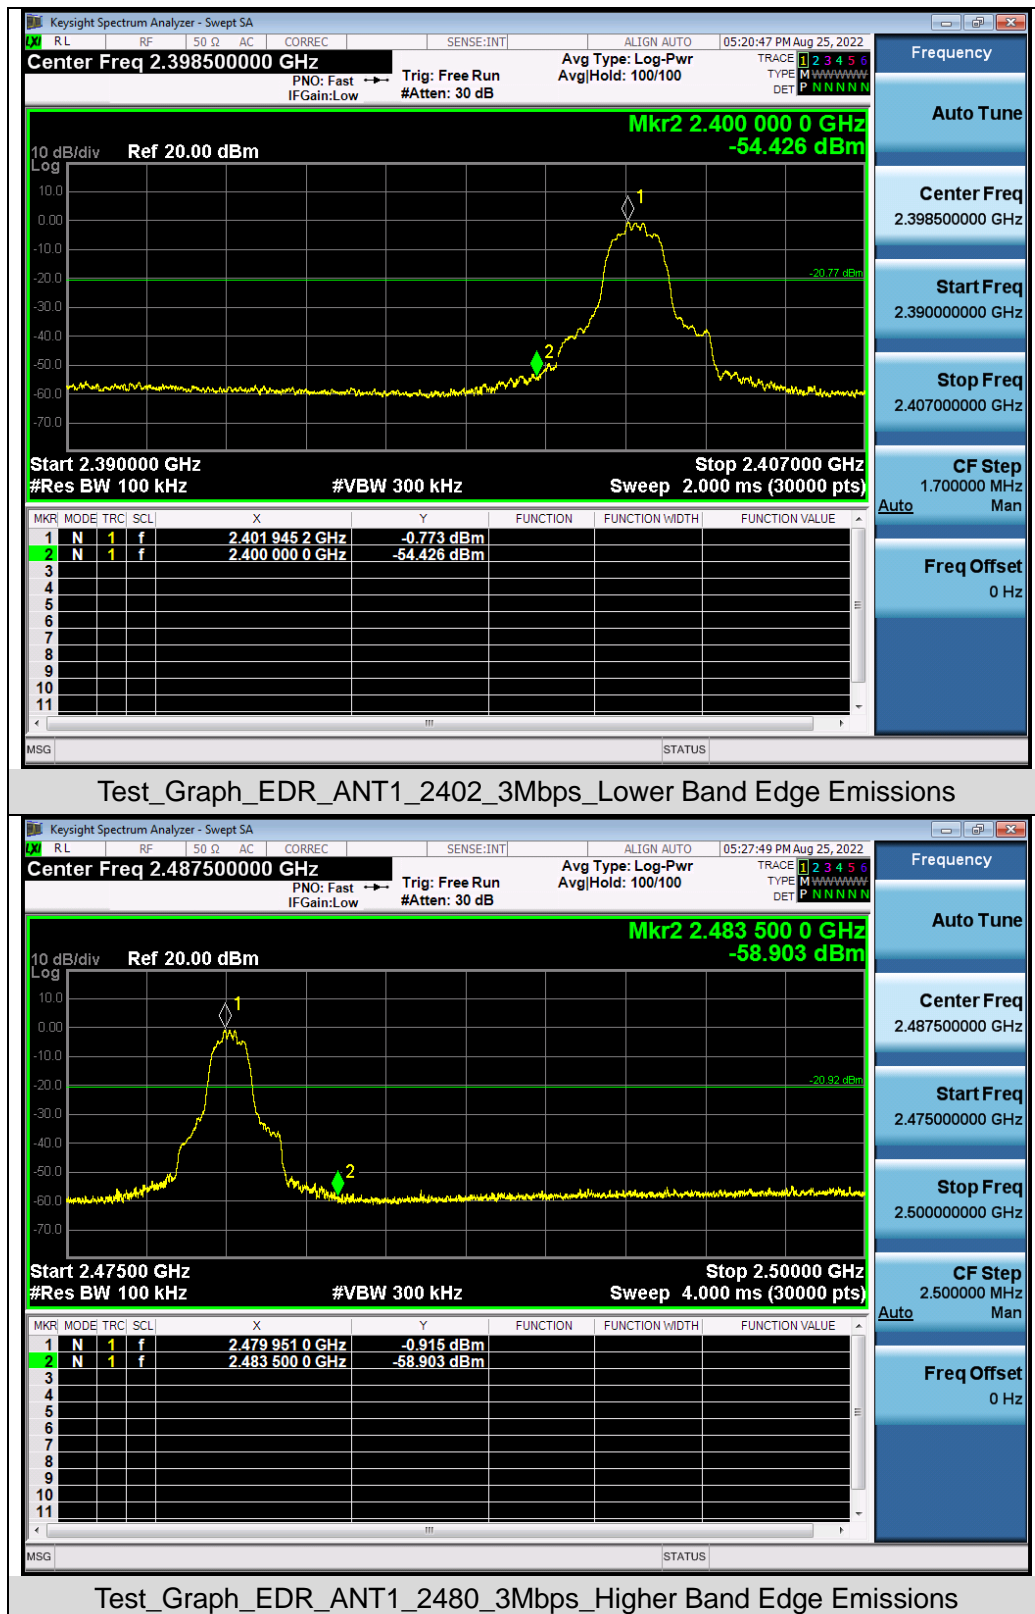 Keysight Spectrum Analyzer - Swept SA
LXI RL RF 50 Ω AC CORREC SENSE:INT ALIGN AUTO 05:20:47 PM Aug 25, 2022
Center Freq 2.398500000 GHz
PNO: Fast
IFGain:Low
Trig: Free Run
#Atten: 30 dB
Avg Type: Log-Pwr
Avg|Hold: 100/100
TRACE 1 2 3 4 5 6
TYPE M W W W W W
DET P N N N N N
Mkr2 2.400 000 0 GHz
-54.426 dBm
10 dB/div Ref 20.00 dBm
Log
10.0
0.00
-10.0
-20.0
-30.0
-40.0
-50.0
-60.0
-70.0
1
2
-20.77 dBm
Start 2.390000 GHz Stop 2.407000 GHz
#Res BW 100 kHz #VBW 300 kHz Sweep 2.000 ms (30000 pts)
MKR MODE TRC SCL X Y FUNCTION FUNCTION WIDTH FUNCTION VALUE
1 N 1 f 2.401 945 2 GHz -0.773 dBm
2 N 1 f 2.400 000 0 GHz -54.426 dBm
3
4
5
6
7
8
9
10
11
MSG STATUS
Frequency
Auto Tune
Center Freq
2.398500000 GHz
Start Freq
2.390000000 GHz
Stop Freq
2.407000000 GHz
CF Step
1.700000 MHz
Auto Man
Freq Offset
0 Hz
Test_Graph_EDR_ANT1_2402_3Mbps_Lower Band Edge Emissions
Keysight Spectrum Analyzer - Swept SA
LXI RL RF 50 Ω AC CORREC SENSE:INT ALIGN AUTO 05:27:49 PM Aug 25, 2022
Center Freq 2.487500000 GHz
PNO: Fast
IFGain:Low
Trig: Free Run
#Atten: 30 dB
Avg Type: Log-Pwr
Avg|Hold: 100/100
TRACE 1 2 3 4 5 6
TYPE M W W W W W
DET P N N N N N
Mkr2 2.483 500 0 GHz
-58.903 dBm
10 dB/div Ref 20.00 dBm
Log
10.0
0.00
-10.0
-20.0
-30.0
-40.0
-50.0
-60.0
-70.0
1
2
-20.92 dBm
Start 2.47500 GHz Stop 2.50000 GHz
#Res BW 100 kHz #VBW 300 kHz Sweep 4.000 ms (30000 pts)
MKR MODE TRC SCL X Y FUNCTION FUNCTION WIDTH FUNCTION VALUE
1 N 1 f 2.479 951 0 GHz -0.915 dBm
2 N 1 f 2.483 500 0 GHz -58.903 dBm
3
4
5
6
7
8
9
10
11
MSG STATUS
Frequency
Auto Tune
Center Freq
2.487500000 GHz
Start Freq
2.475000000 GHz
Stop Freq
2.500000000 GHz
CF Step
2.500000 MHz
Auto Man
Freq Offset
0 Hz
Test_Graph_EDR_ANT1_2480_3Mbps_Higher Band Edge Emissions